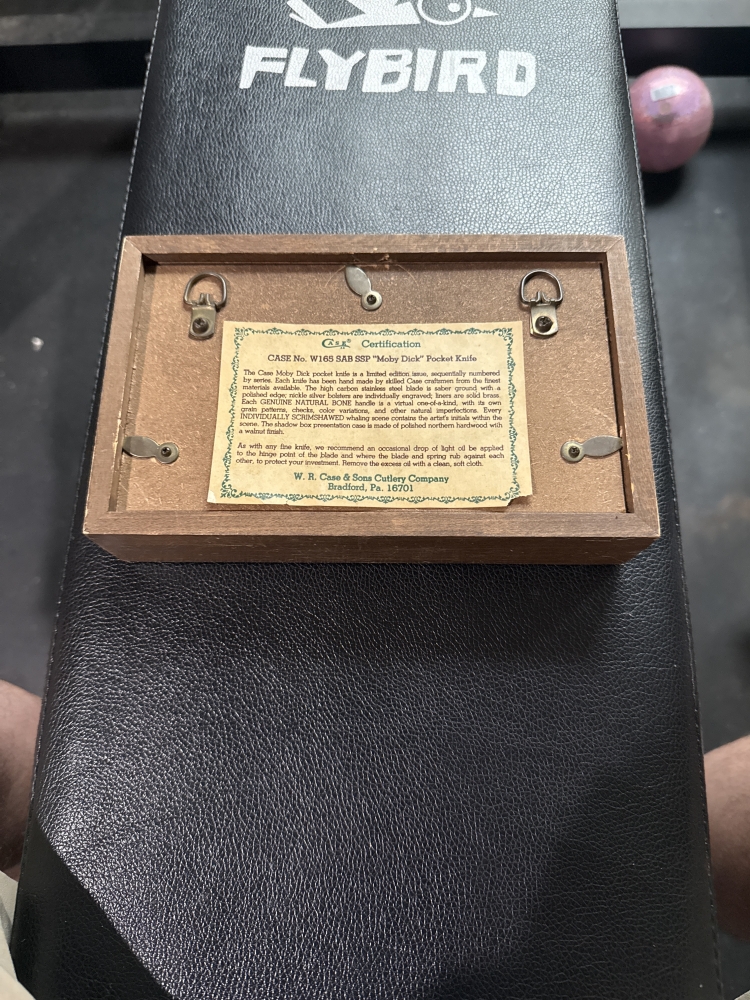 FLYBIRD
CASE Certification
CASE No. W165 SAB SSP "Moby Dick" Pocket Knife
The Case Moby Dick pocket knife is a limited edition issue, sequentially numbered
by series. Each knife has been hand made by skilled Case craftsmen from the finest
materials available. The high carbon stainless steel blade is saber ground with a
polished edge; nickle silver bolsters are individually engraved; liners are solid brass.
Each GENUINE NATURAL BONE handle is a virtual one-of-a-kind, with its own
grain patterns, checks, color variations, and other natural imperfections. Every
INDIVIDUALLY SCRIMSHAWED whaling scene contains the artist's initials within the
scene. The shadow box presentation case is made of polished northern hardwood with
a walnut finish.
As with any fine knife, we recommend an occasional drop of light oil be applied
to the hinge point of the blade and where the blade and spring rub against each
other, to protect your investment. Remove the excess oil with a clean, soft cloth.
W. R. Case & Sons Cutlery Company
Bradford, Pa. 16701